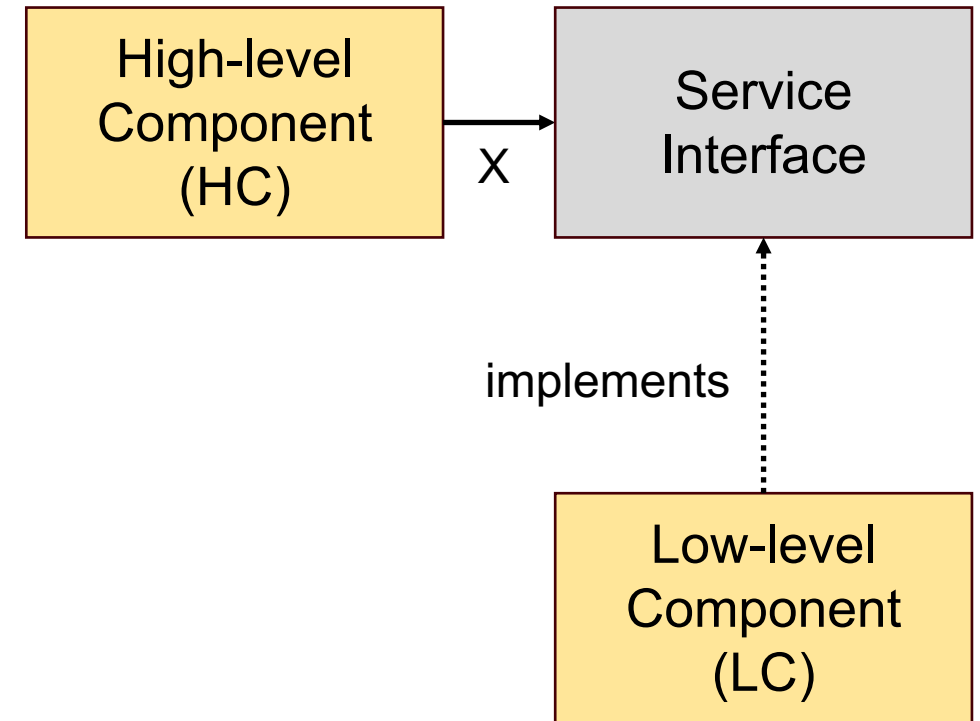 High-level
Component
(HC)
X
Service
Interface
implements
Low-level
Component
(LC)